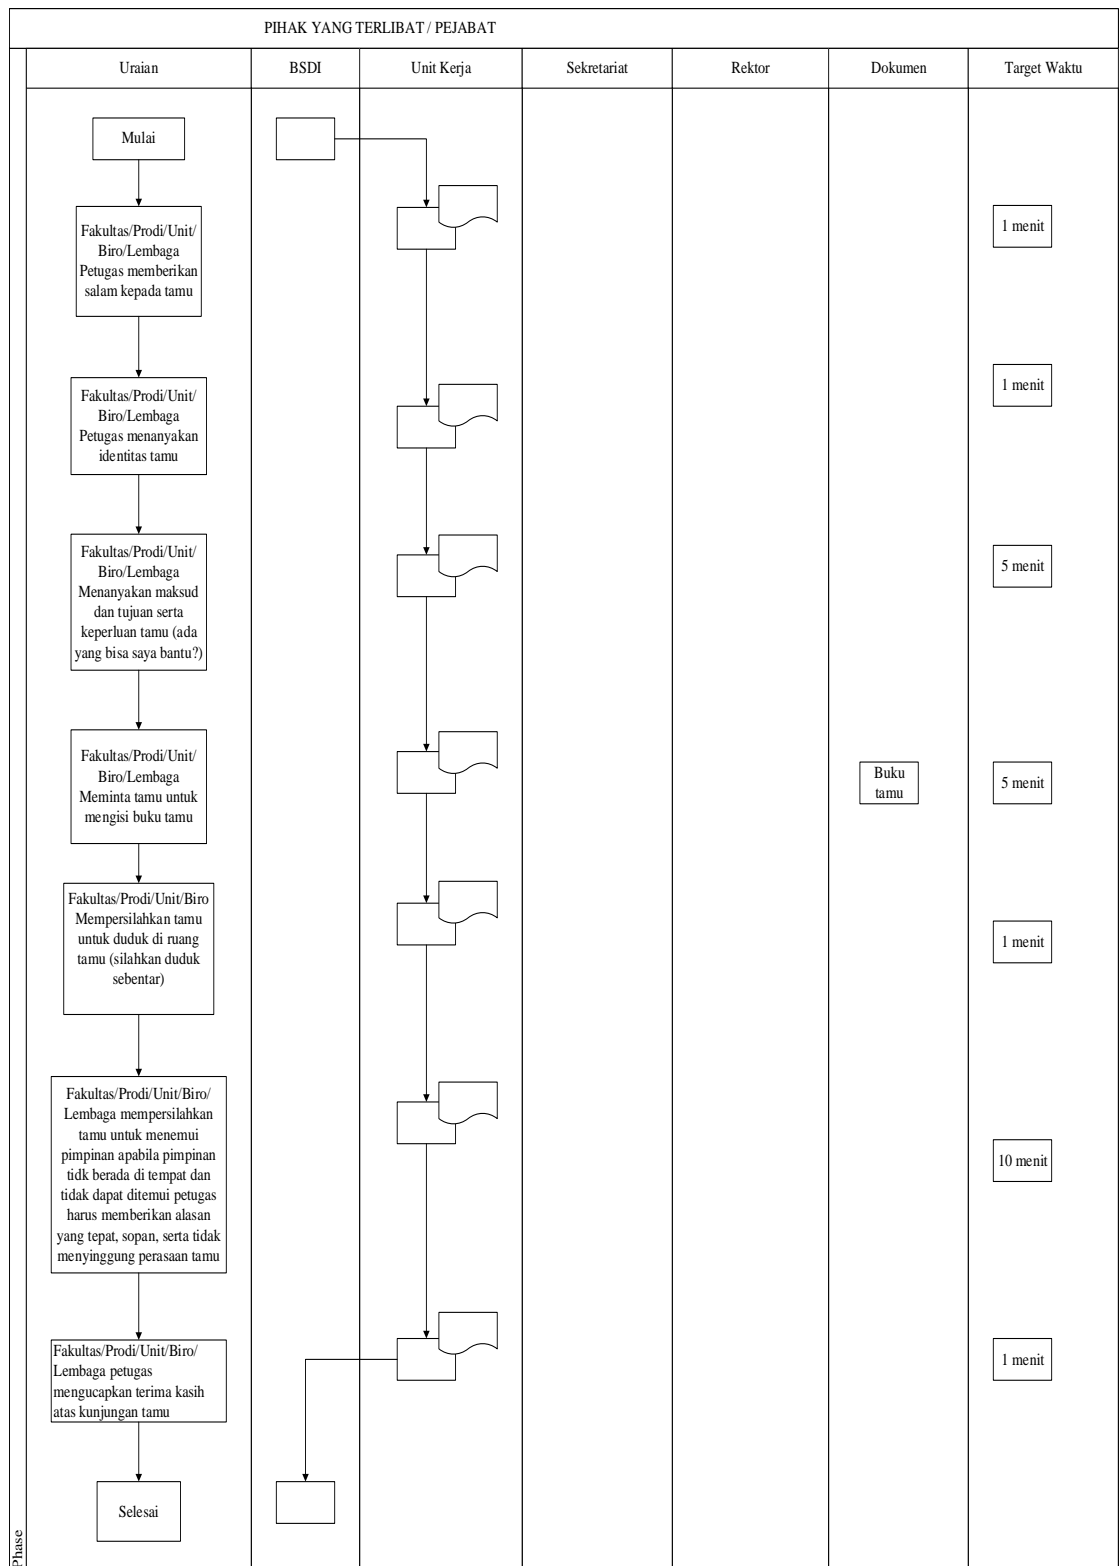 PIHAK YANG TERLIBAT / PEJABAT
Uraian
BSDI
Unit Kerja
Sekretariat
Rektor
Dokumen
Target Waktu
Mulai
Fakultas/Prodi/Unit/
Biro/Lembaga
Petugas memberikan
salam kepada tamu
1 menit
Fakultas/Prodi/Unit/
Biro/Lembaga
Petugas menanyakan
identitas tamu
1 menit
Fakultas/Prodi/Unit/
Biro/Lembaga
Menanyakan maksud
dan tujuan serta
keperluan tamu (ada
yang bisa saya bantu?)
5 menit
Fakultas/Prodi/Unit/
Biro/Lembaga
Meminta tamu untuk
mengisi buku tamu
Buku
tamu
5 menit
Fakultas/Prodi/Unit/Biro
Mempersilahkan tamu
untuk duduk di ruang
tamu (silahkan duduk
sebentar)
1 menit
Fakultas/Prodi/Unit/Biro/
Lembaga mempersilahkan
tamu untuk menemui
pimpinan apabila pimpinan
tidk berada di tempat dan
tidak dapat ditemui petugas
harus memberikan alasan
yang tepat, sopan, serta tidak
menyinggung perasaan tamu
10 menit
Fakultas/Prodi/Unit/Biro/
Lembaga petugas
mengucapkan terima kasih
atas kunjungan tamu
1 menit
Selesai
Phase